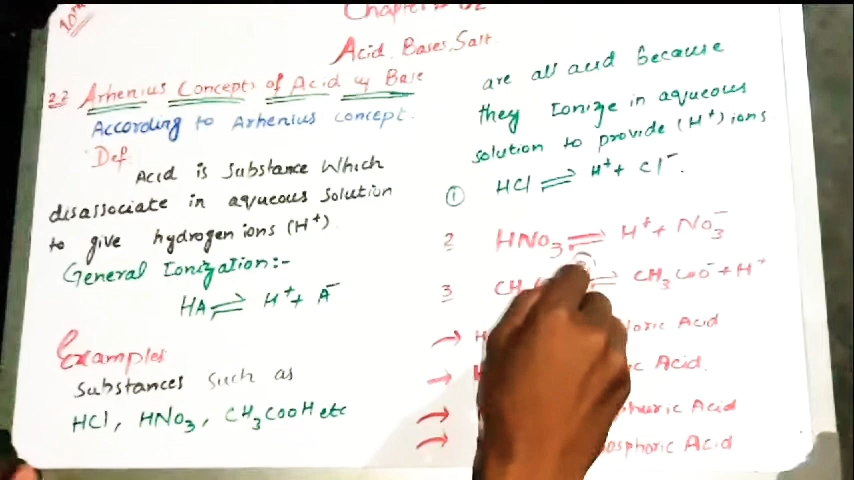 10th
Chapter
Acid, Bases, Salt
Arhenius Concepts of Acid & Base
According to Arhenius concept.
Def
Acid is substance which
disassociate in aqueous solution
to give hydrogen ions (H⁺)
General Ionization:-
HA ⇌ H⁺ + A⁻
Examples
substances such as
HCl, HNO₃, CH₃COOH etc
are all acid because
they Ionize in aqueous
solution to provide (H⁺) ions
① HCl ⇌ H⁺ + Cl⁻.
2 HNO₃ ⇌ H⁺ + NO₃⁻
3 ⇌ CH₃COO⁻ + H⁺
→ Acid
→ Acid.
→ Acid
→ Acid